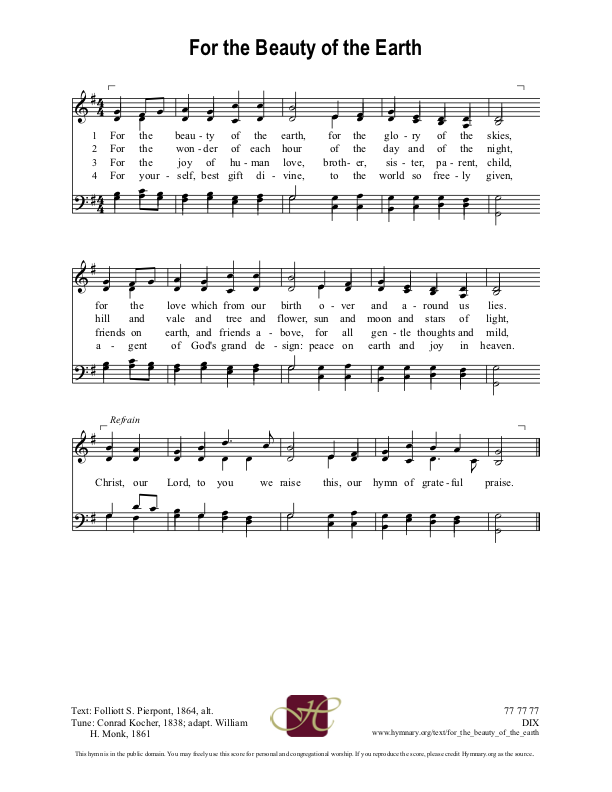 For the Beauty of the Earth
1 For the beau - ty of the earth, for the glo - ry of the skies,
2 For the won - der of each hour of the day and of the night,
3 For the joy of hu - man love, broth - er, sis - ter, pa - rent, child,
4 For your - self, best gift di - vine, to the world so free - ly given,
for the love which from our birth o - ver and a - round us lies.
hill and vale and tree and flower, sun and moon and stars of light,
friends on earth, and friends a - bove, for all gen - tle thoughts and mild,
a - gent of God's grand de - sign: peace on earth and joy in heaven.
Refrain
Christ, our Lord, to you we raise this, our hymn of grate - ful praise.
Text: Folliott S. Pierpont, 1864, alt.
Tune: Conrad Kocher, 1838; adapt. William
H. Monk, 1861
H
77 77 77
DIX
www.hymnary.org/text/for_the_beauty_of_the_earth
This hymn is in the public domain. You may freely use this score for personal and congregational worship. If you reproduce the score, please credit Hymnary.org as the source.